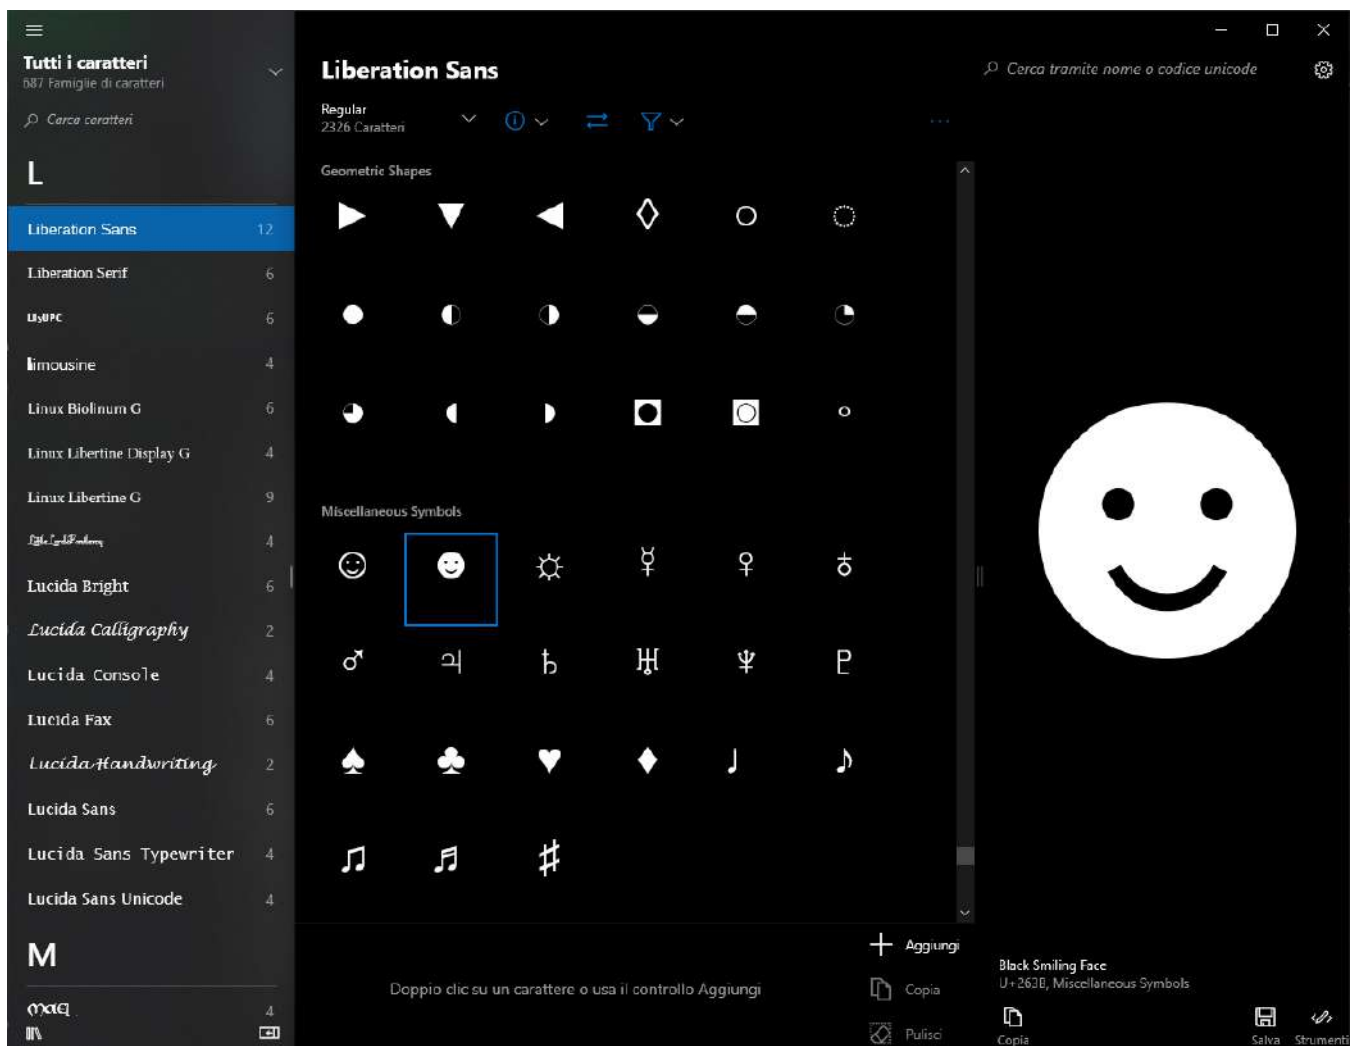 Tutti i caratteri
687 Famiglie di caratteri
Cerca caratteri
L
Liberation Sans 12
Liberation Serif 6
LilyUPC 6
limousine 4
Linux Biolinum G 6
Linux Libertine Display G 4
Linux Libertine G 9
4
Lucida Bright 6
Lucida Calligraphy 2
Lucida Console 4
Lucida Fax 6
Lucida Handwriting 2
Lucida Sans 6
Lucida Sans Typewriter 4
Lucida Sans Unicode 4
M
4
Liberation Sans
Cerca tramite nome o codice unicode
Regular
2326 Caratteri
Geometric Shapes
Miscellaneous Symbols
Doppio clic su un carattere o usa il controllo Aggiungi
Aggiungi
Copia
Pulisci
Black Smiling Face
U+263B, Miscellaneous Symbols
Copia
Salva
Strumenti